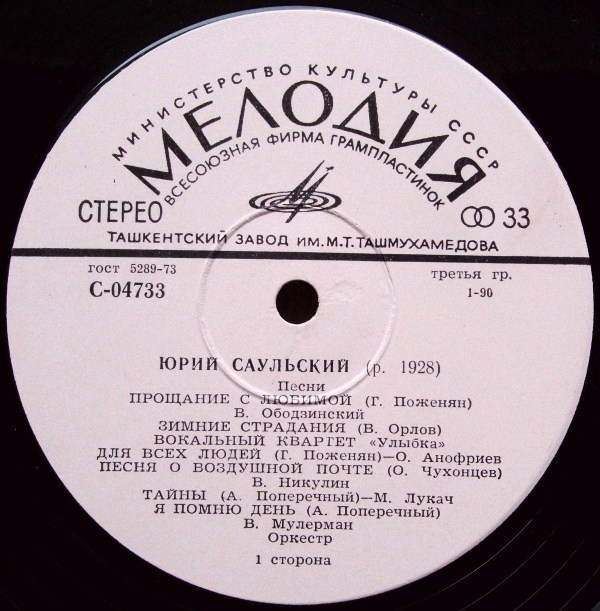 МИНИСТЕРСТВО КУЛЬТУРЫ СССР
МЕЛОДИЯ
ВСЕСОЮЗНАЯ ФИРМА ГРАМПЛАСТИНОК
СТЕРЕО
33
ТАШКЕНТСКИЙ ЗАВОД ИМ. М.Т. ТАШМУХАМЕДОВА
гост 5289-73
третья гр.
С-04733
1-90
ЮРИЙ САУЛЬСКИЙ (р. 1928)
Песни
ПРОЩАНИЕ С ЛЮБИМОЙ (Г. Поженян)
В. Ободзинский
ЗИМНИЕ СТРАДАНИЯ (В. Орлов)
ВОКАЛЬНЫЙ КВАРТЕТ «Улыбка»
ДЛЯ ВСЕХ ЛЮДЕЙ (Г. Поженян)—О. Анофриев
ПЕСНЯ О ВОЗДУШНОЙ ПОЧТЕ (О. Чухонцев)
В. Никулин
ТАЙНЫ (А. Поперечный)—М. Лукач
Я ПОМНЮ ДЕНЬ (А. Поперечный)
В. Мулерман
Оркестр
1 сторона